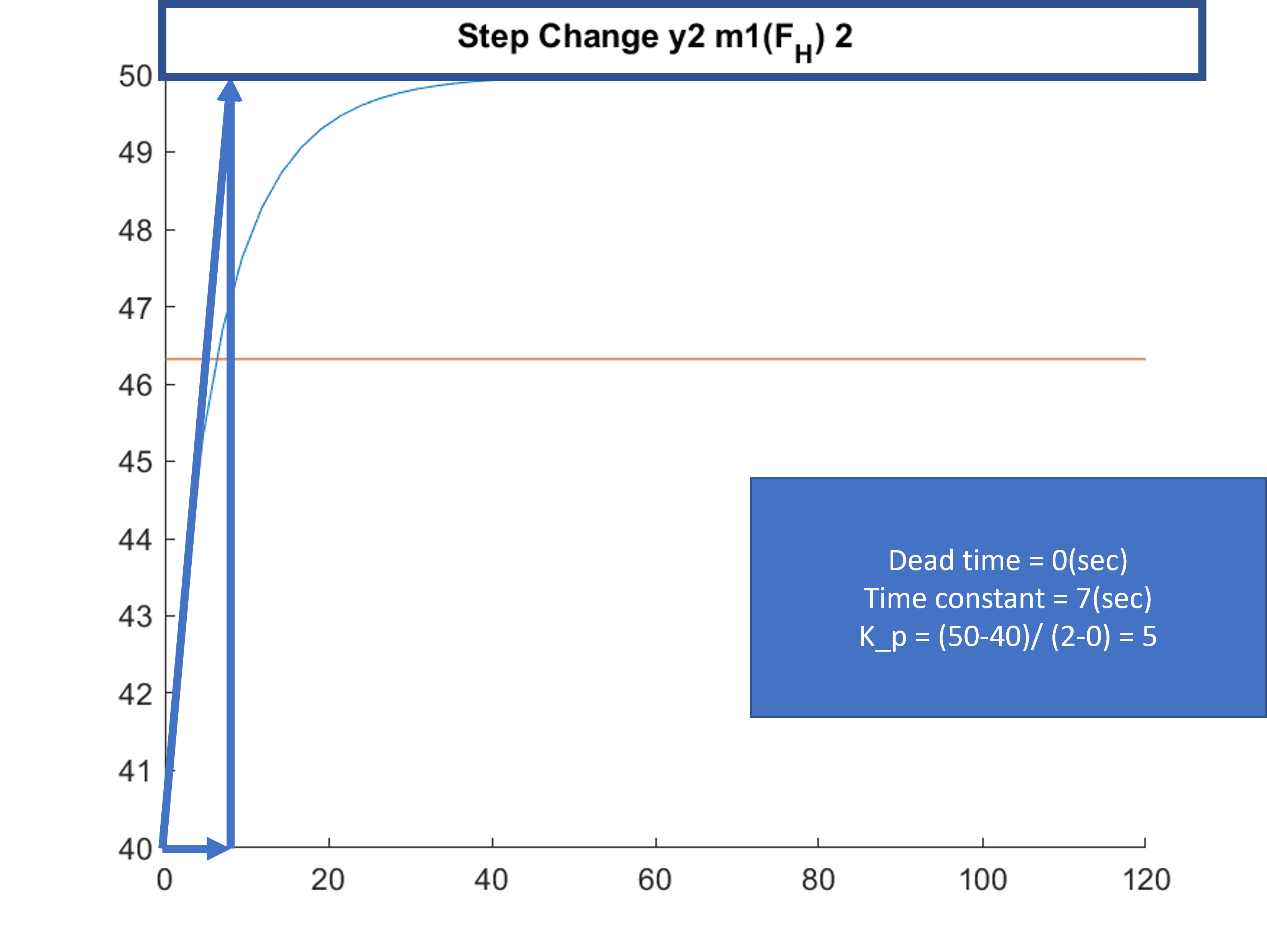 Step Change y2 m1(F_H) 2
50
49
48
47
46
45
44
43
42
41
40
0 20 40 60 80 100 120
Dead time = 0(sec)
Time constant = 7(sec)
K_p = (50-40)/ (2-0) = 5